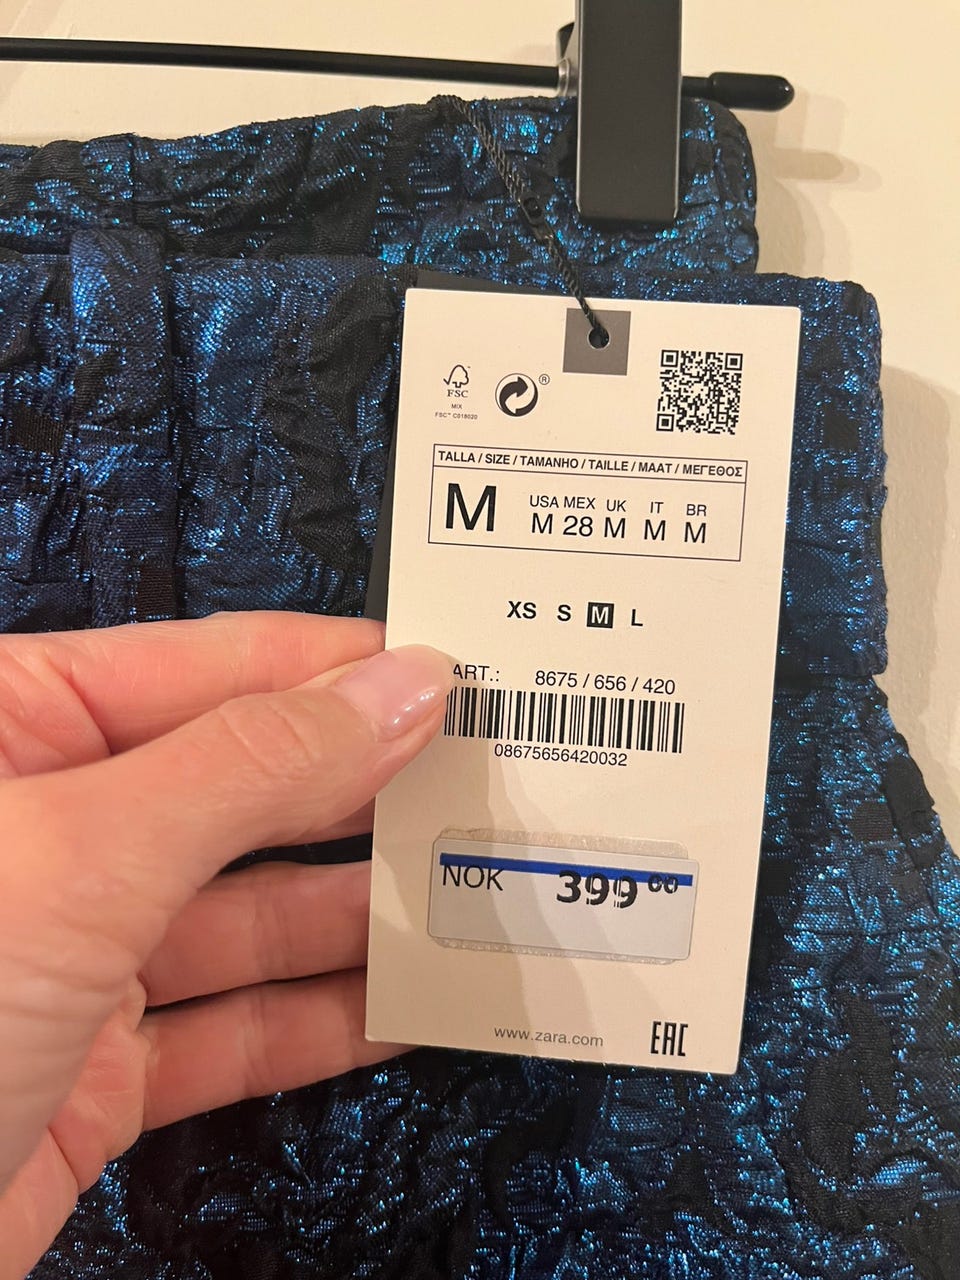 FSC
MIX
FSC™ C018020
®
TALLA / SIZE / TAMANHO / TAILLE / MAAT / ΜΕΓΕΘΟΣ
M
USA MEX UK IT BR
M 28 M M M
XS S M L
ART.: 8675 / 656 / 420
08675656420032
NOK 399 00
www.zara.com
EAC